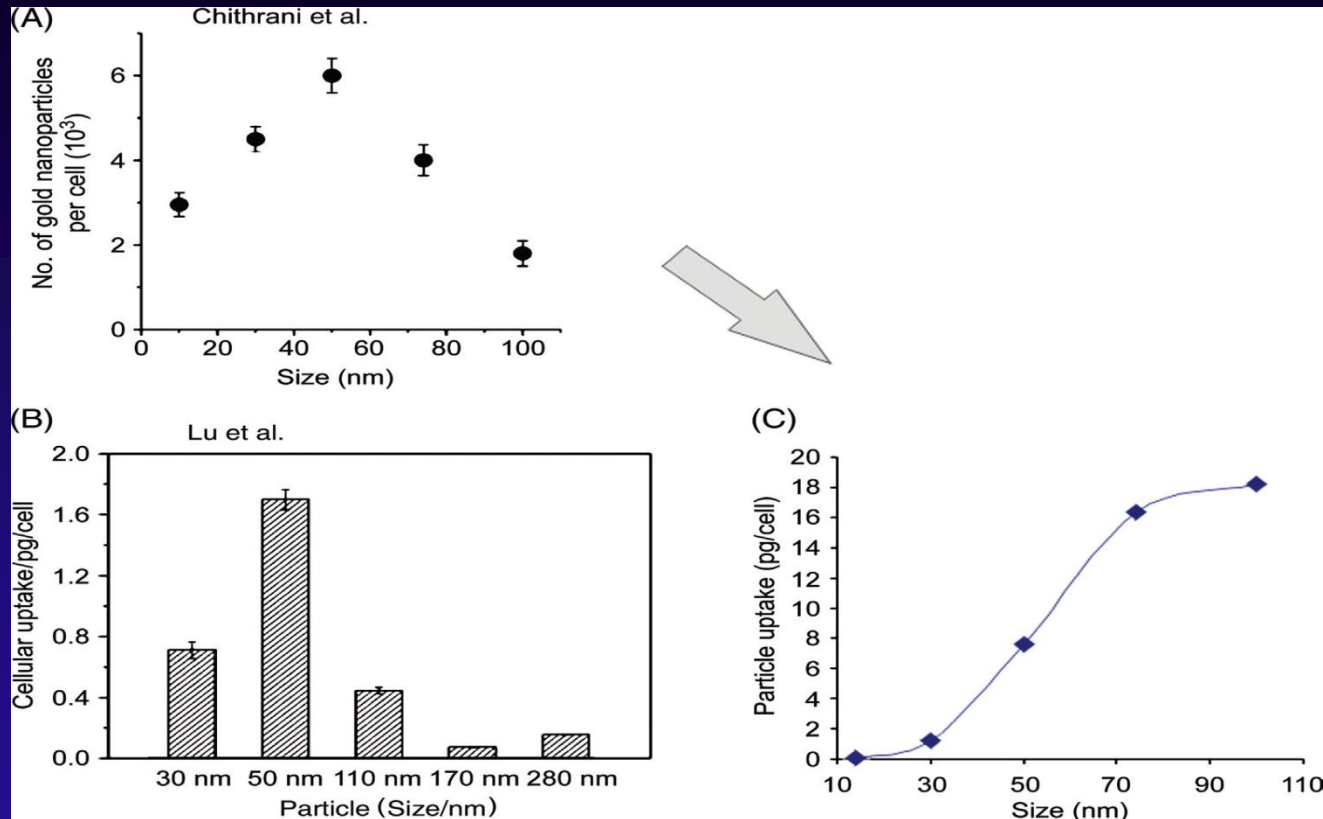 (A)
Chithrani et al.
No. of gold nanoparticles
per cell (10³)
6
4
2
0
0 20 40 60 80 100
Size (nm)
(B)
Lu et al.
Cellular uptake/pg/cell
2.0
1.6
1.2
0.8
0.4
0.0
30 nm 50 nm 110 nm 170 nm 280 nm
Particle (Size/nm)
(C)
Particle uptake (pg/cell)
20
18
16
14
12
10
8
6
4
2
0
10 30 50 70 90 110
Size (nm)